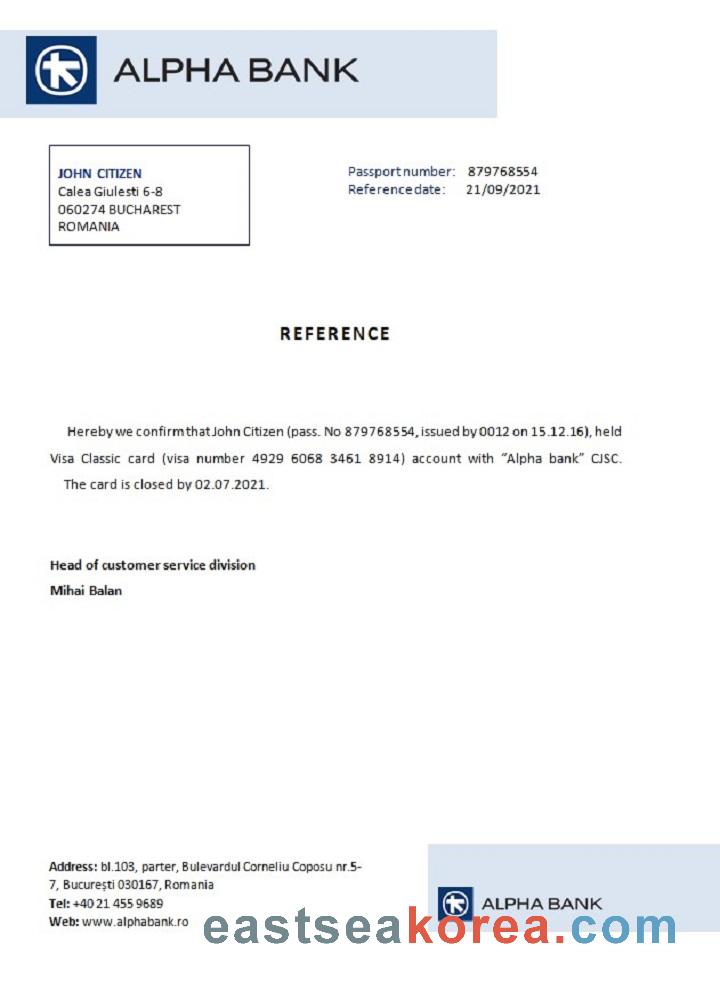 ALPHA BANK
JOHN CITIZEN
Calea Giulesti 6-8
060274 BUCHAREST
ROMANIA
Passport number: 879768554
Reference date: 21/09/2021
REFERENCE
Hereby we confirm that John Citizen (pass. No 879768554, issued by 0012 on 15.12.16), held
Visa Classic card (visa number 4929 6068 3461 8914) account with “Alpha bank” CJSC.
The card is closed by 02.07.2021.
Head of customer service division
Mihai Balan
Address: bl.103, parter, Bulevardul Corneliu Coposu nr.5-
7, București 030167, Romania
Tel: +40 21 455 9689
Web: www.alphabank.ro
ALPHA BANK
eastseakorea.com